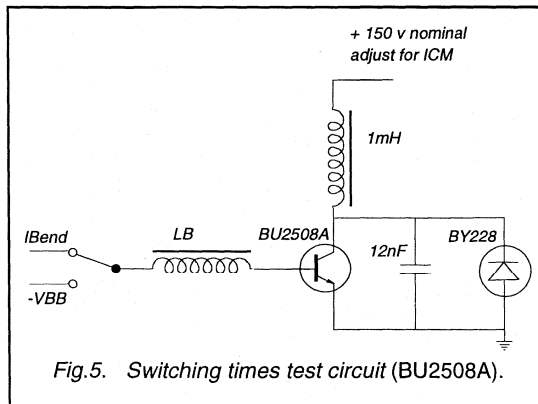 + 150 v nominal
adjust for ICM
1mH
IBend
LB
BU2508A
12nF
BY228
-VBB
Fig.5. Switching times test circuit (BU2508A).